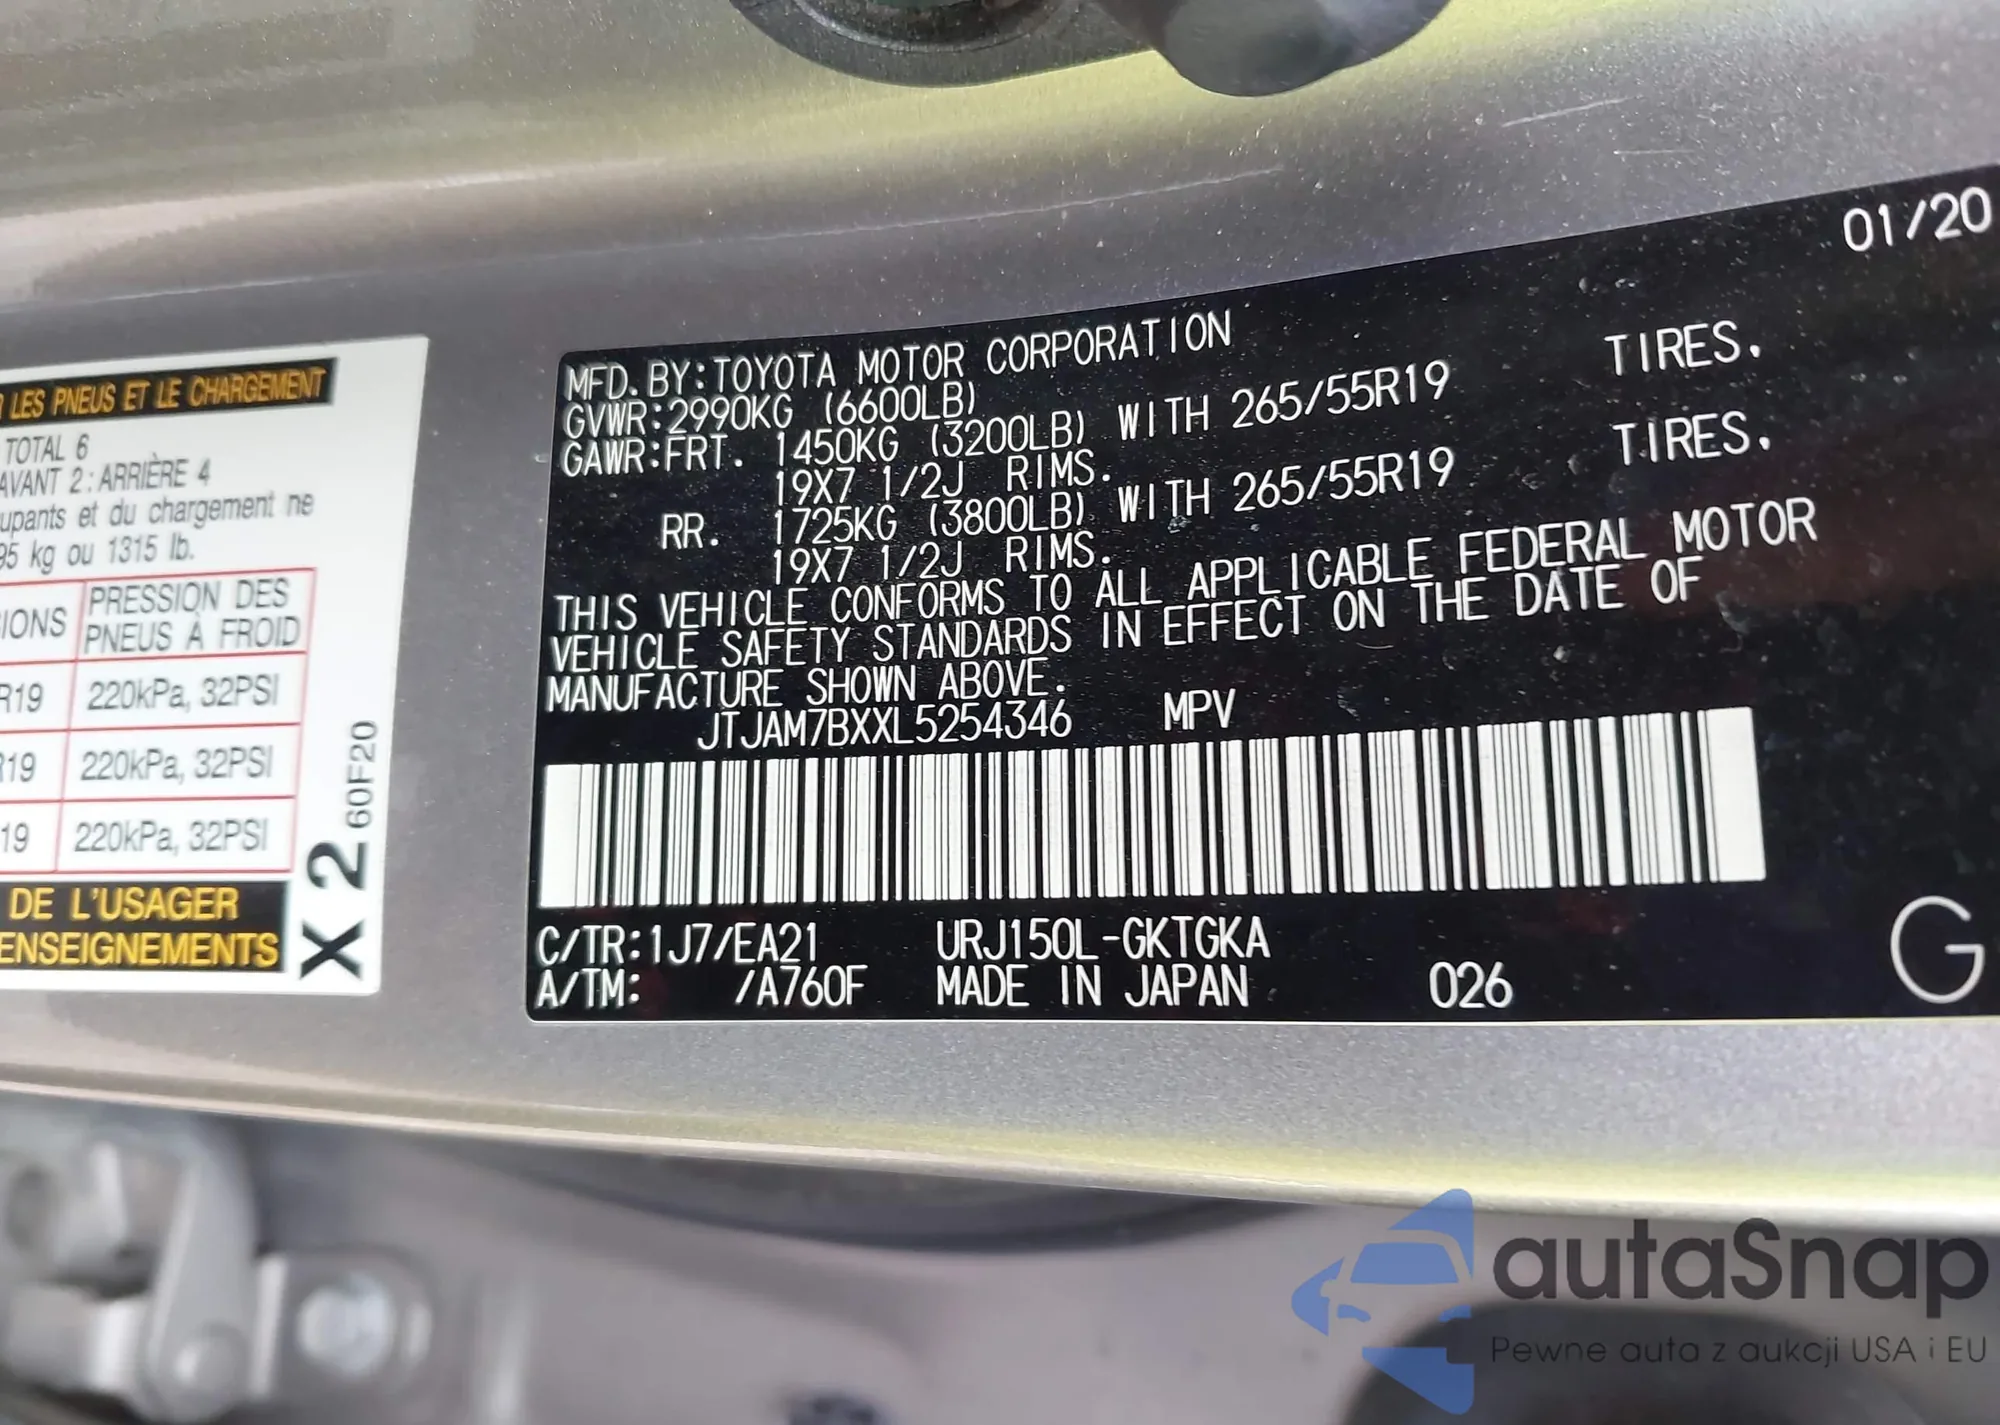 LES PNEUS ET LE CHARGEMENT
TOTAL 6
AVANT 2 : ARRIÈRE 4
upants et du chargement ne
95 kg ou 1315 lb.
IONS PRESSION DES
PNEUS À FROID
R19 220kPa, 32PSI
R19 220kPa, 32PSI
19 220kPa, 32PSI
DE L'USAGER
ENSEIGNEMENTS
X 2 60F20
01/20
MFD. BY: TOYOTA MOTOR CORPORATION
GVWR: 2990KG (6600LB)
GAWR: FRT. 1450KG (3200LB) WITH 265/55R19 TIRES.
19X7 1/2J RIMS.
RR. 1725KG (3800LB) WITH 265/55R19 TIRES.
19X7 1/2J RIMS.
THIS VEHICLE CONFORMS TO ALL APPLICABLE FEDERAL MOTOR
VEHICLE SAFETY STANDARDS IN EFFECT ON THE DATE OF
MANUFACTURE SHOWN ABOVE.
JTJAM7BXXL5254346 MPV
C/TR: 1J7/EA21 URJ150L-GKTGKA
A/TM: /A760F MADE IN JAPAN 026
G
autaSnap
Pewne auta z aukcji USA i EU